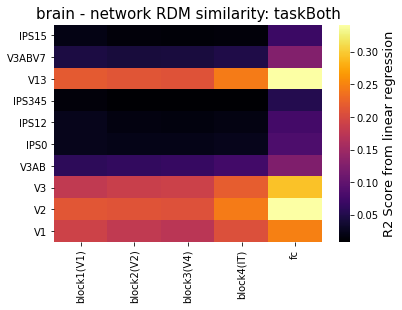 brain - network RDM similarity: taskBoth
IPS15
V3ABV7
V13
IPS345
IPS12
IPS0
V3AB
V3
V2
V1
block1(V1)
block2(V2)
block3(V4)
block4(IT)
fc
0.30
0.25
0.20
0.15
0.10
0.05
R2 Score from linear regression